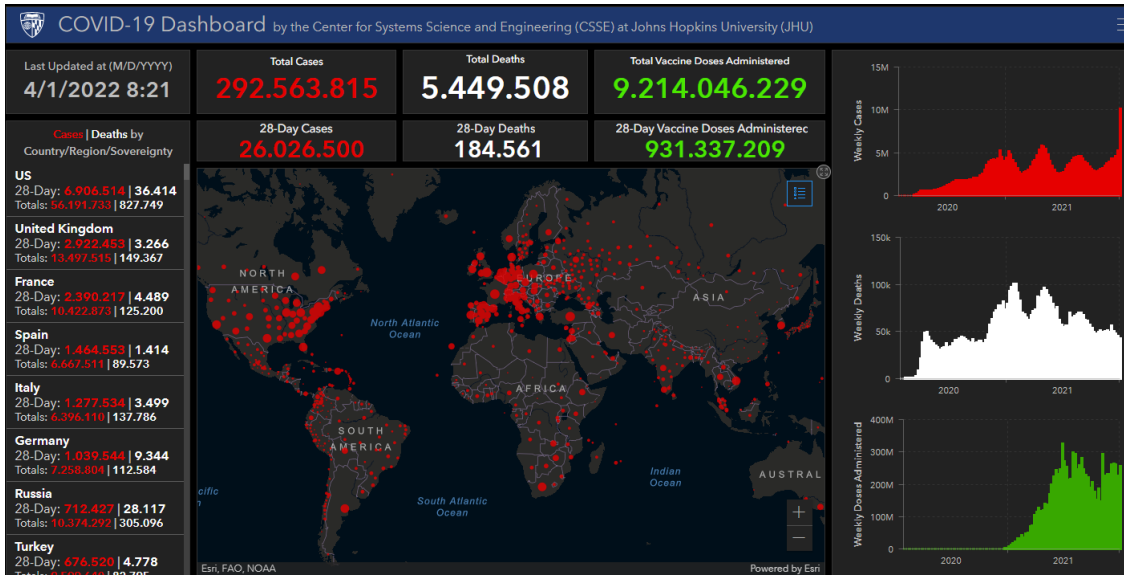 COVID-19 Dashboard by the Center for Systems Science and Engineering (CSSE) at Johns Hopkins University (JHU)
Last Updated at (M/D/YYYY)
4/1/2022 8:21
Cases | Deaths by
Country/Region/Sovereignty
US
28-Day: 6.906.514 | 36.414
Totals: 56.191.733 | 827.749
United Kingdom
28-Day: 2.922.453 | 3.266
Totals: 13.497.515 | 149.367
France
28-Day: 2.390.217 | 4.489
Totals: 10.422.873 | 125.200
Spain
28-Day: 1.464.553 | 1.414
Totals: 6.667.511 | 89.573
Italy
28-Day: 1.277.534 | 3.499
Totals: 6.396.110 | 137.786
Germany
28-Day: 1.039.544 | 9.344
Totals: 7.258.804 | 112.584
Russia
28-Day: 712.427 | 28.117
Totals: 10.374.292 | 305.096
Turkey
28-Day: 676.520 | 4.778
Total Cases
292.563.815
Total Deaths
5.449.508
Total Vaccine Doses Administered
9.214.046.229
28-Day Cases
26.026.500
28-Day Deaths
184.561
28-Day Vaccine Doses Administerec
931.337.209
NORTH
AMERICA
EUROPE
ASIA
North Atlantic
Ocean
AFRICA
SOUTH
AMERICA
Indian
Ocean
AUSTRAL
cific
n
South Atlantic
Ocean
+
−
Esri, FAO, NOAA
Powered by Esri
Weekly Cases
15M
10M
5M
0
2020
2021
Weekly Deaths
150k
100k
50k
0
2020
2021
Weekly Doses Administered
400M
300M
200M
100M
0
2020
2021